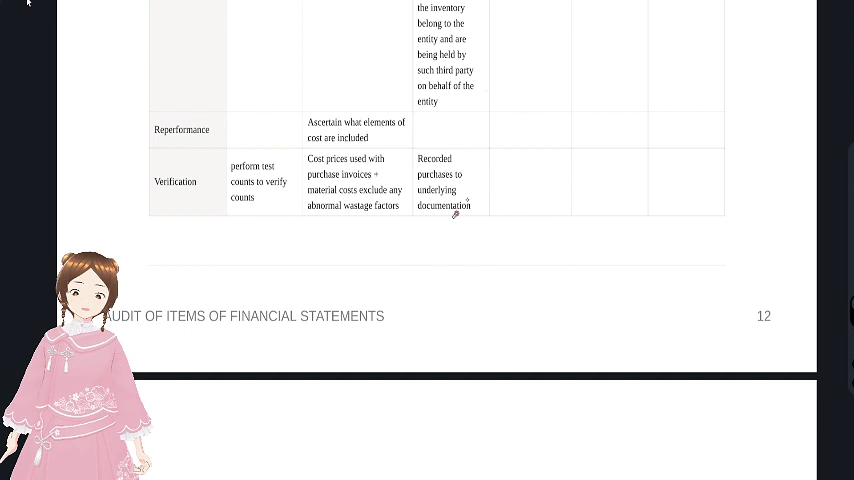 the inventory
belong to the
entity and are
being held by
such third party
on behalf of the
entity
Reperformance
Ascertain what elements of
cost are included
Verification
perform test
counts to verify
counts
Cost prices used with
purchase invoices +
material costs exclude any
abnormal wastage factors
Recorded
purchases to
underlying
documentation
AUDIT OF ITEMS OF FINANCIAL STATEMENTS
12